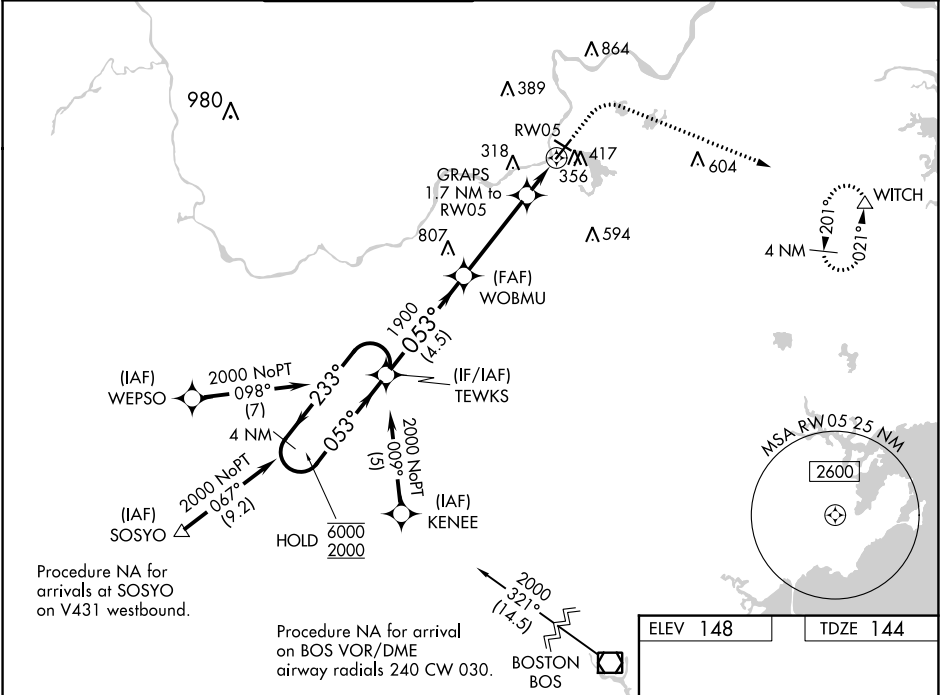 864
980
389
RW05
318
417
356
604
GRAPS
1.7 NM to
RW05
WITCH
201°
021°
4 NM
807
594
(FAF)
WOBMU
1900
053°
(4.5)
(IAF)
WEPSO
2000 NoPT
098°
(7)
233°
053°
(IF/IAF)
TEWKS
4 NM
2000 NoPT
009°
(5)
MSA RW05 25 NM
2600
2000 NoPT
067°
(9.2)
(IAF)
SOSYO
(IAF)
KENEE
HOLD
6000
2000
Procedure NA for
arrivals at SOSYO
on V431 westbound.
2000
321°
(14.5)
Procedure NA for arrival
on BOS VOR/DME
airway radials 240 CW 030.
BOSTON
BOS
ELEV 148
TDZE 144